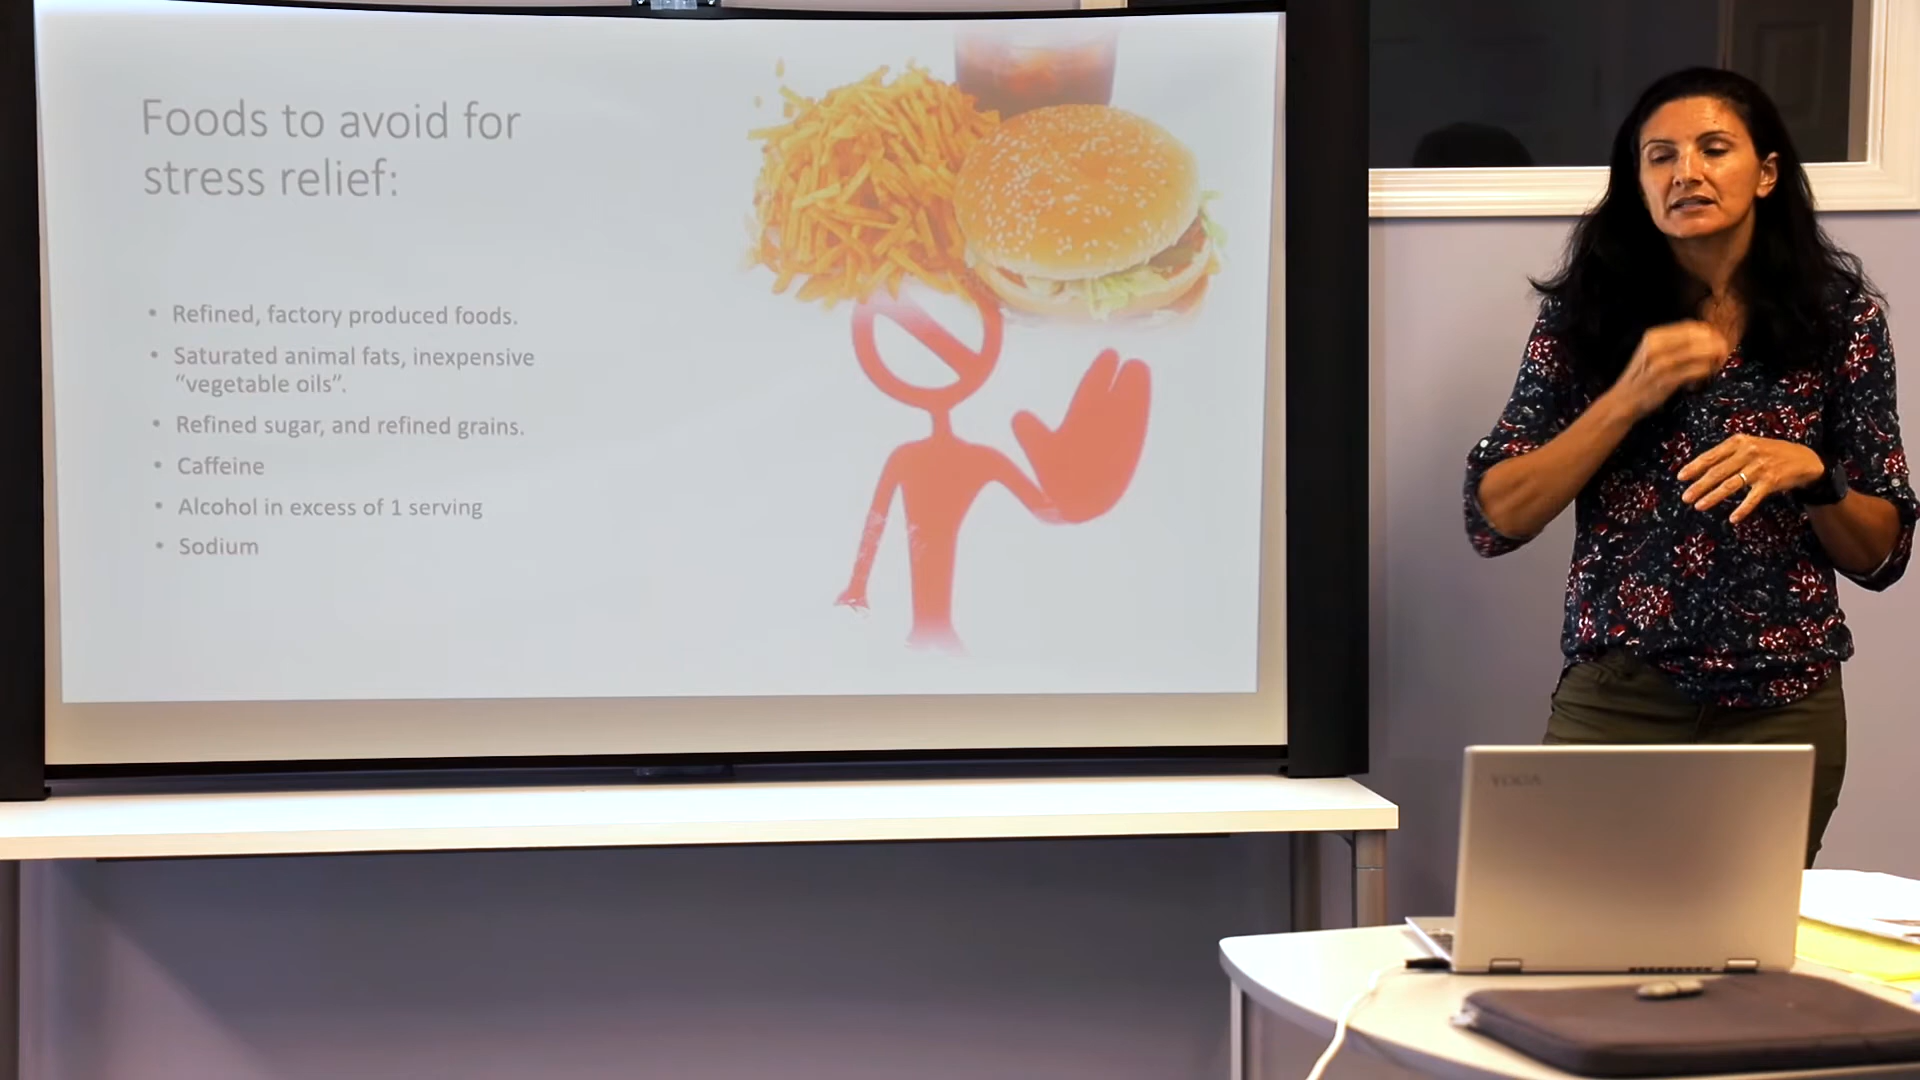 Foods to avoid for
stress relief:
• Refined, factory produced foods.
• Saturated animal fats, inexpensive
“vegetable oils”.
• Refined sugar, and refined grains.
• Caffeine
• Alcohol in excess of 1 serving
• Sodium
YOGA